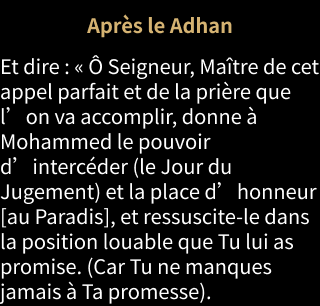 Après le Adhan
Et dire : « Ô Seigneur, Maître de cet
appel parfait et de la prière que
l’on va accomplir, donne à
Mohammed le pouvoir
d’intercéder (le Jour du
Jugement) et la place d’honneur
[au Paradis], et ressuscite-le dans
la position louable que Tu lui as
promise. (Car Tu ne manques
jamais à Ta promesse).